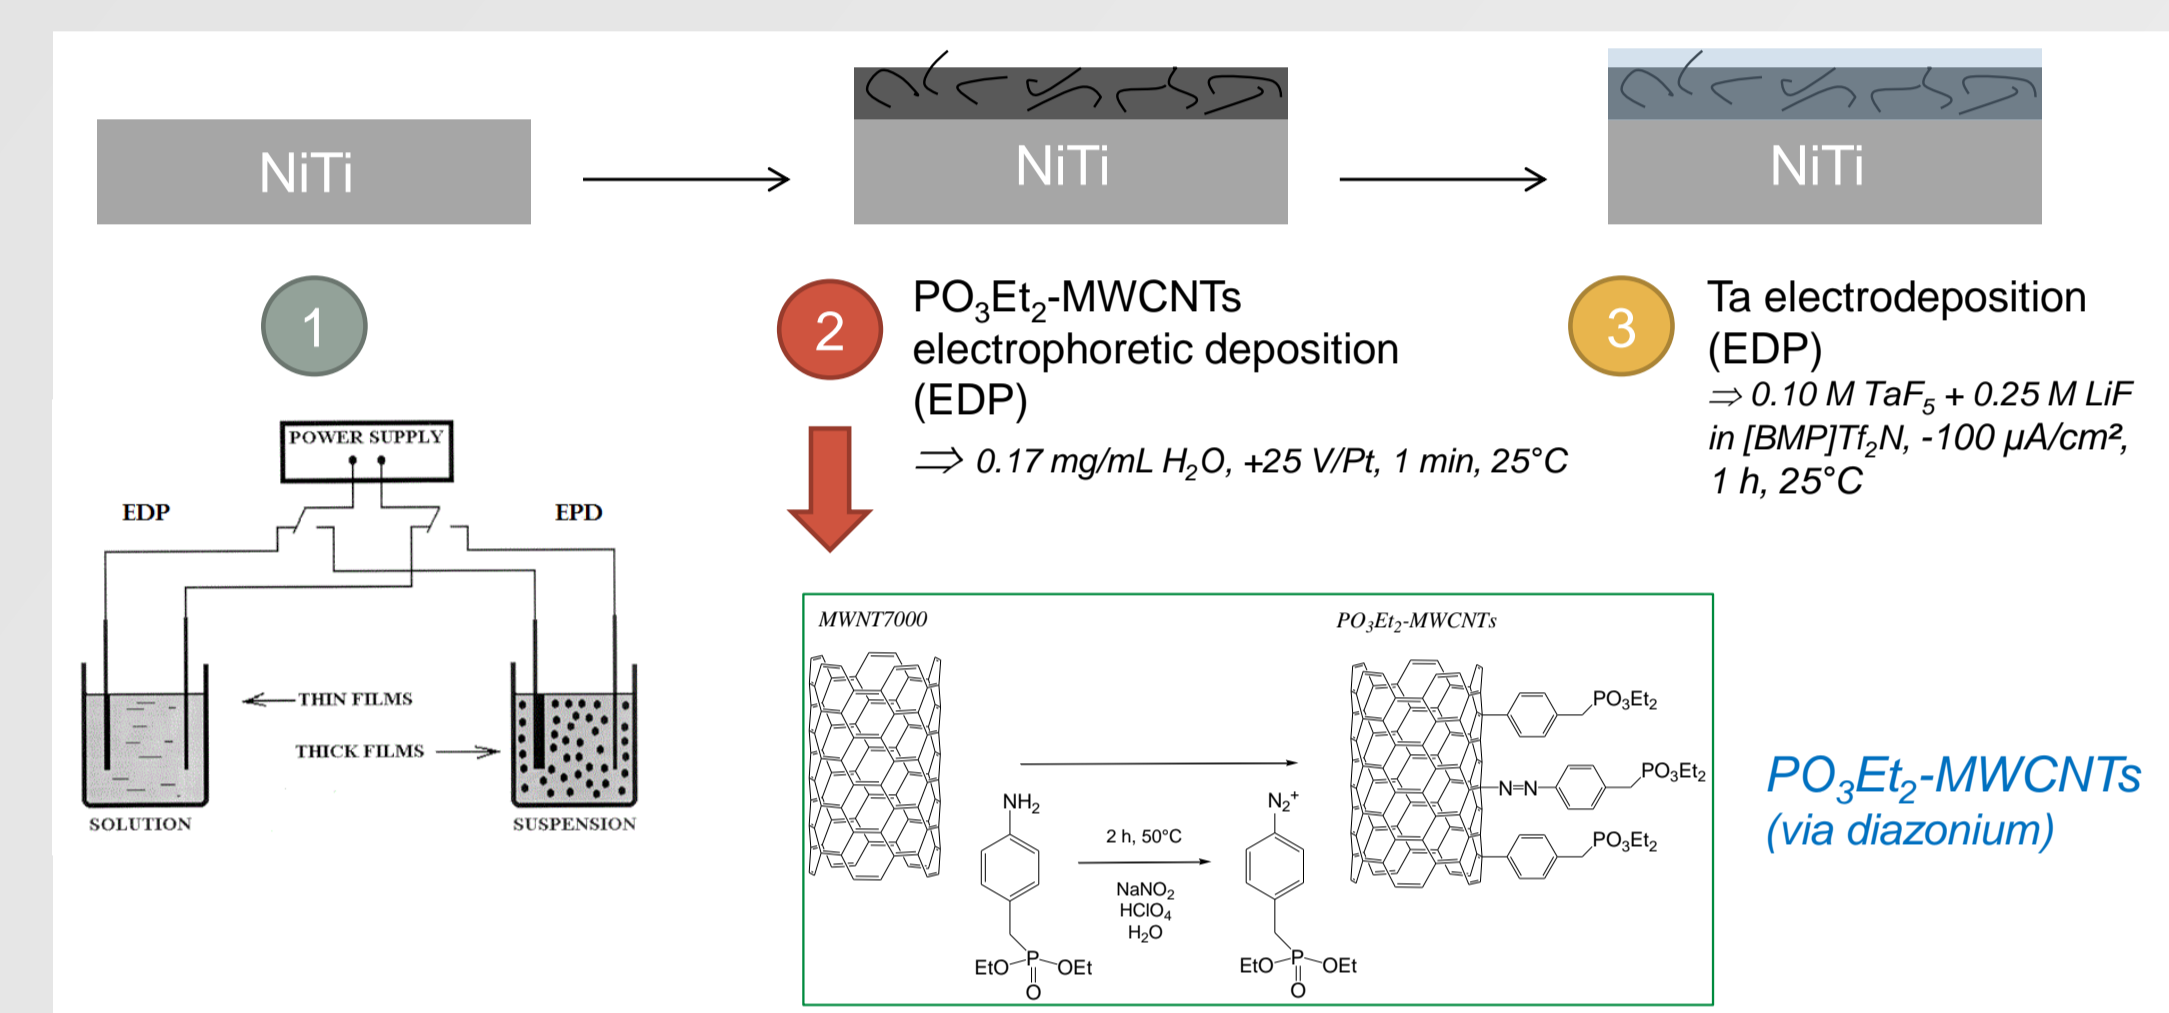 NiTi
NiTi
NiTi
1
2
PO₃Et₂-MWCNTs
electrophoretic deposition
(EDP)
⇒ 0.17 mg/mL H₂O, +25 V/Pt, 1 min, 25°C
3
Ta electrodeposition
(EDP)
⇒ 0.10 M TaF₅ + 0.25 M LiF
in [BMP]Tf₂N, -100 µA/cm²,
1 h, 25°C
POWER SUPPLY
EDP
EPD
THIN FILMS
THICK FILMS
SOLUTION
SUSPENSION
MWNT7000
PO₃Et₂-MWCNTs
NH₂
2 h, 50°C
NaNO₂
HClO₄
H₂O
N₂⁺
EtO
P
OEt
O
EtO
P
OEt
O
PO₃Et₂
N=N
PO₃Et₂
PO₃Et₂
PO₃Et₂-MWCNTs
(via diazonium)